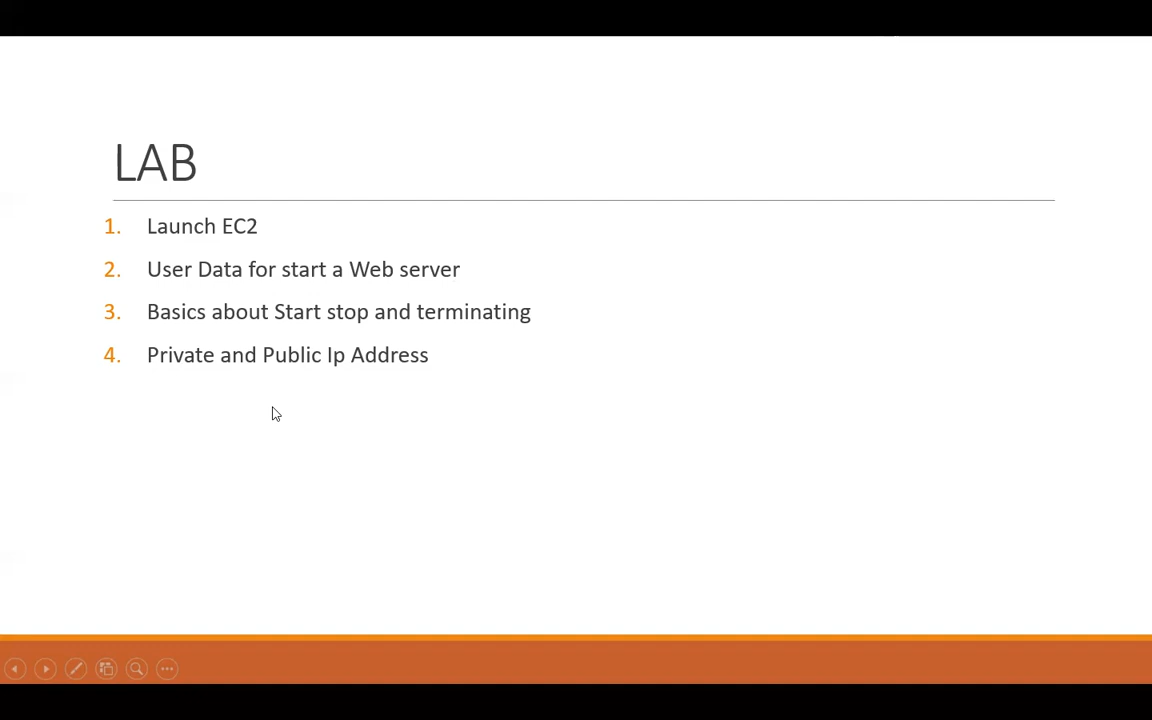 LAB
1. Launch EC2
2. User Data for start a Web server
3. Basics about Start stop and terminating
4. Private and Public Ip Address